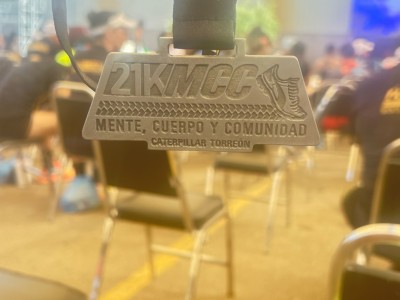 21KMCC
MENTE, CUERPO Y COMUNIDAD
CATERPILLAR TORREÓN